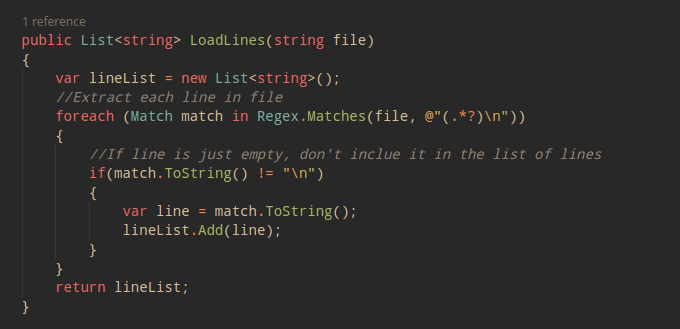 1 reference
public List<string> LoadLines(string file)
{
    var lineList = new List<string>();
    //Extract each line in file
    foreach (Match match in Regex.Matches(file, @"(.*?)\n"))
    {
        //If line is just empty, don't inclue it in the list of lines
        if(match.ToString() != "\n")
        {
            var line = match.ToString();
            lineList.Add(line);
        }
    }
    return lineList;
}